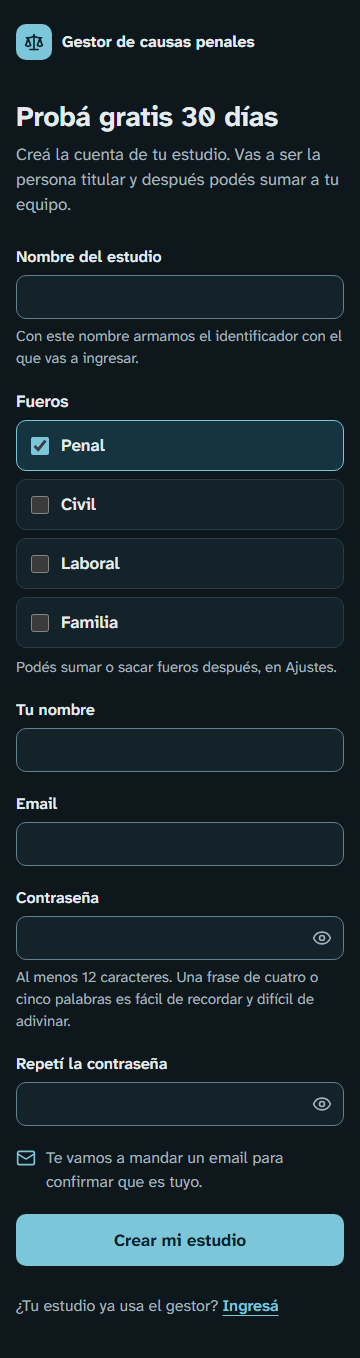 Gestor de causas penales
Probá gratis 30 días
Creá la cuenta de tu estudio. Vas a ser la
persona titular y después podés sumar a tu
equipo.
Nombre del estudio
Con este nombre armamos el identificador con el
que vas a ingresar.
Fueros
Penal
Civil
Laboral
Familia
Podés sumar o sacar fueros después, en Ajustes.
Tu nombre
Email
Contraseña
Al menos 12 caracteres. Una frase de cuatro o
cinco palabras es fácil de recordar y difícil de
adivinar.
Repetí la contraseña
Te vamos a mandar un email para
confirmar que es tuyo.
Crear mi estudio
¿Tu estudio ya usa el gestor? Ingresá